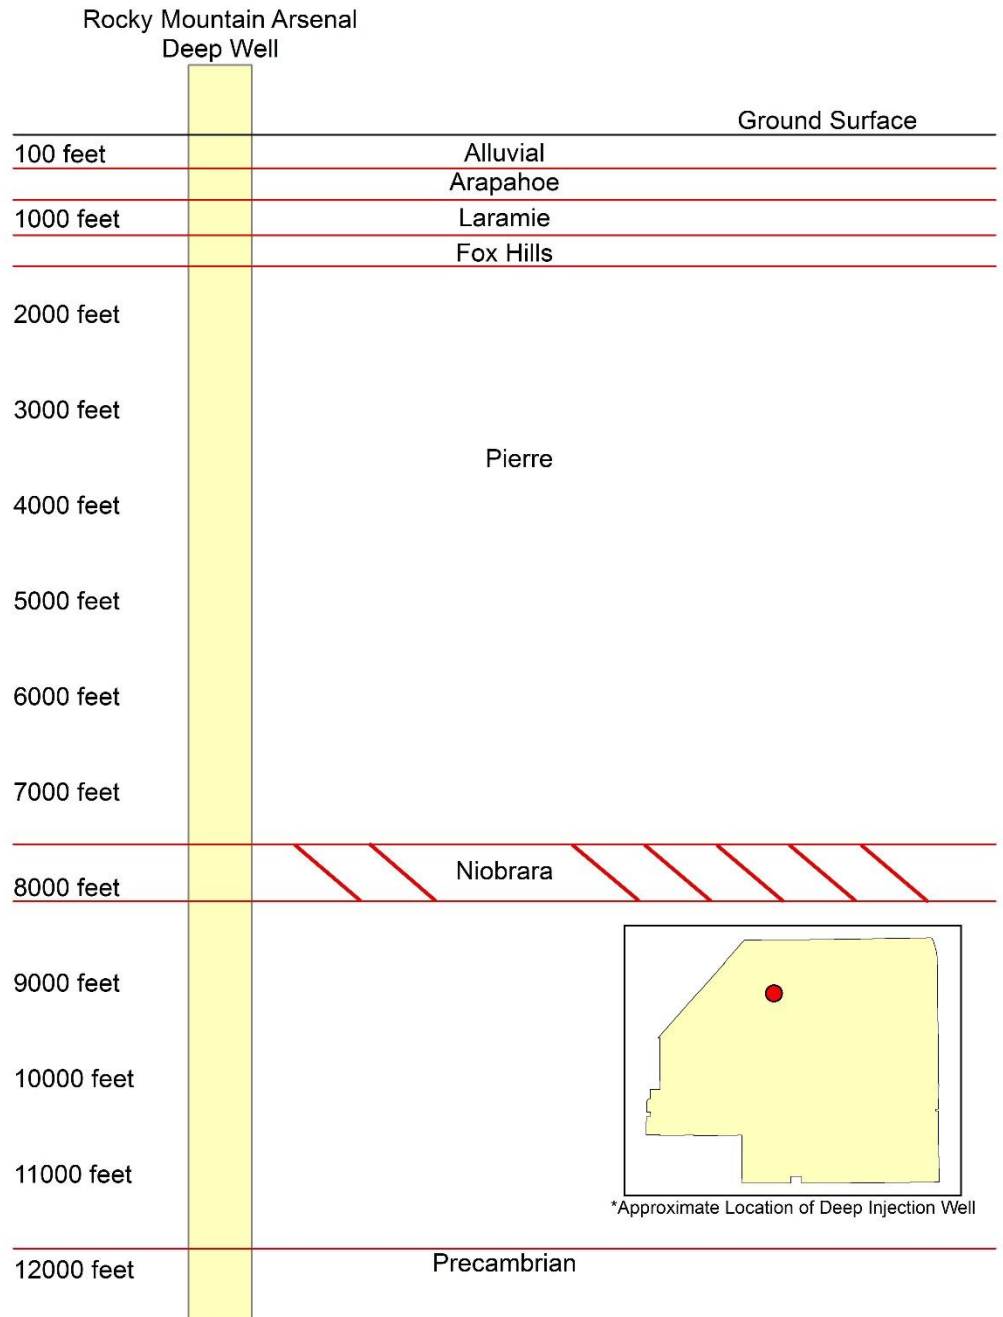 Rocky Mountain Arsenal
Deep Well
Ground Surface
100 feet
Alluvial
Arapahoe
1000 feet
Laramie
Fox Hills
2000 feet
3000 feet
Pierre
4000 feet
5000 feet
6000 feet
7000 feet
Niobrara
8000 feet
9000 feet
10000 feet
11000 feet
*Approximate Location of Deep Injection Well
Precambrian
12000 feet